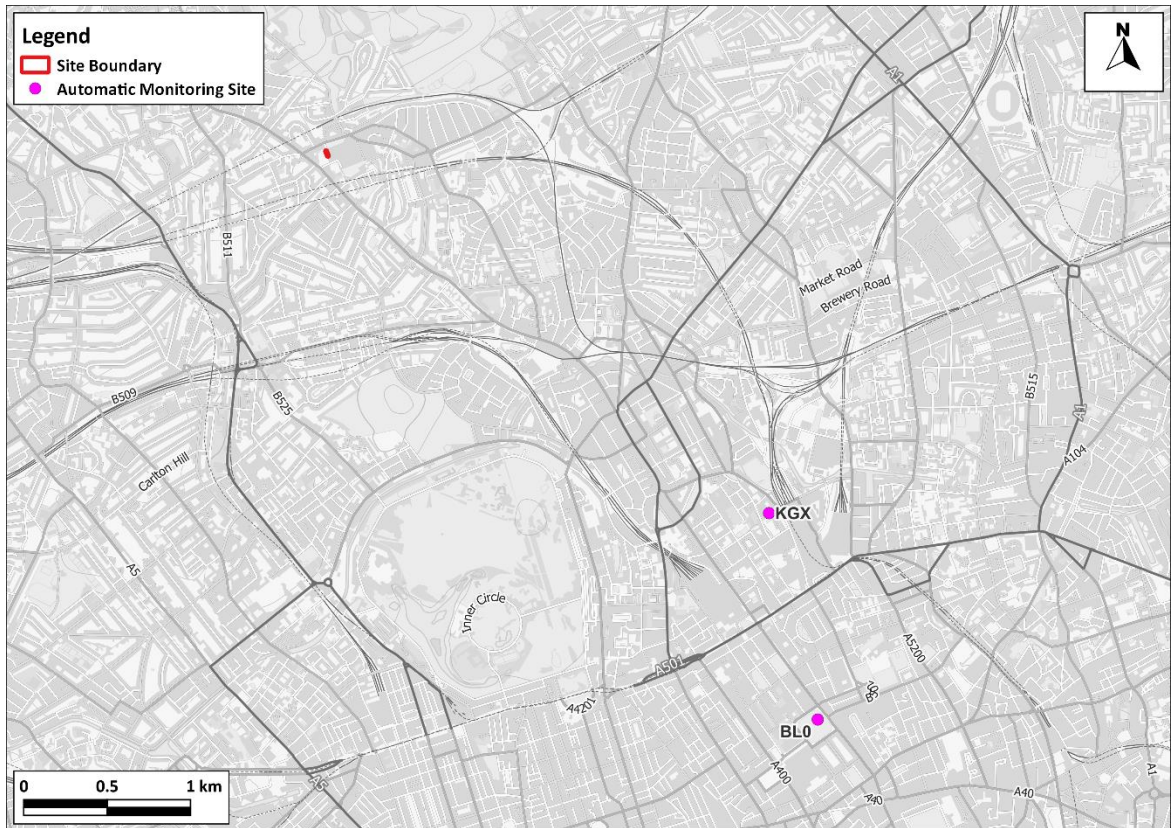 Legend
Site Boundary
Automatic Monitoring Site
N
A1
B511
Market Road
Brewery Road
B509
B525
B515
A1
A104
Carlton Hill
KGX
A5
Inner Circle
A501
A5200
A4201
BL0
A400
A5
A40
A40
A1
0 0.5 1 km